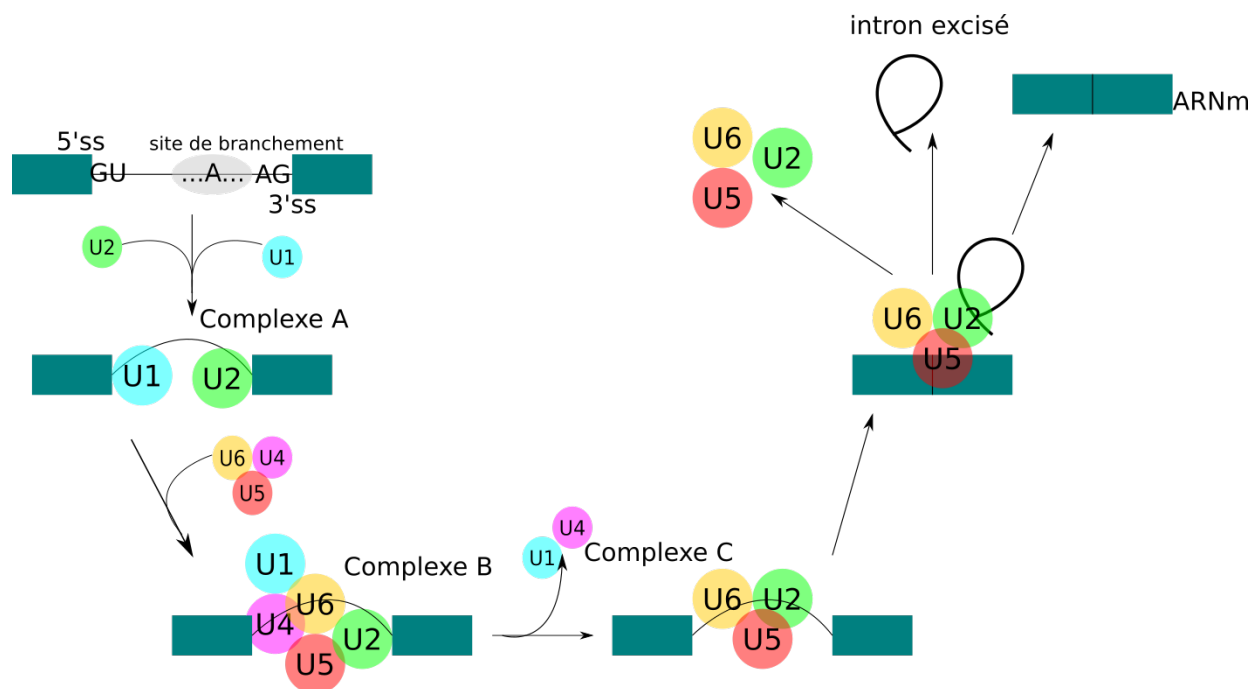 intron excisé
ARNm
5'ss
site de branchement
GU
...A...
AG
3'ss
U2
U1
Complexe A
U1
U2
U6
U4
U5
U1
Complexe B
U6
U4
U2
U5
U4
U1
Complexe C
U6
U2
U5
U6
U2
U5
U6
U2
U5